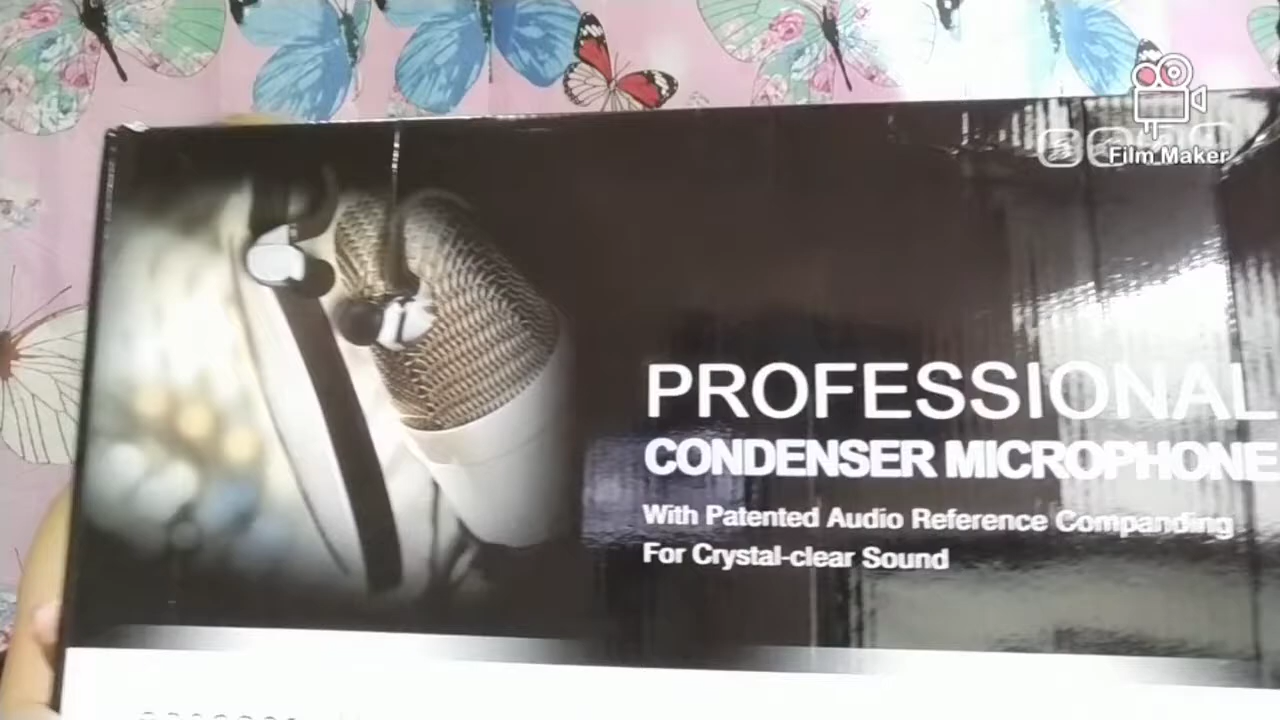 Film Maker
PROFESSIONAL
CONDENSER MICROPHONE
With Patented Audio Reference Companding
For Crystal-clear Sound